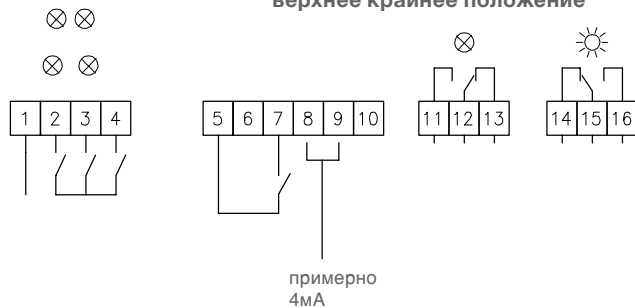 верхнее крайнее положение
1 2 3 4 5 6 7 8 9 10 11 12 13 14 15 16
примерно
4мА